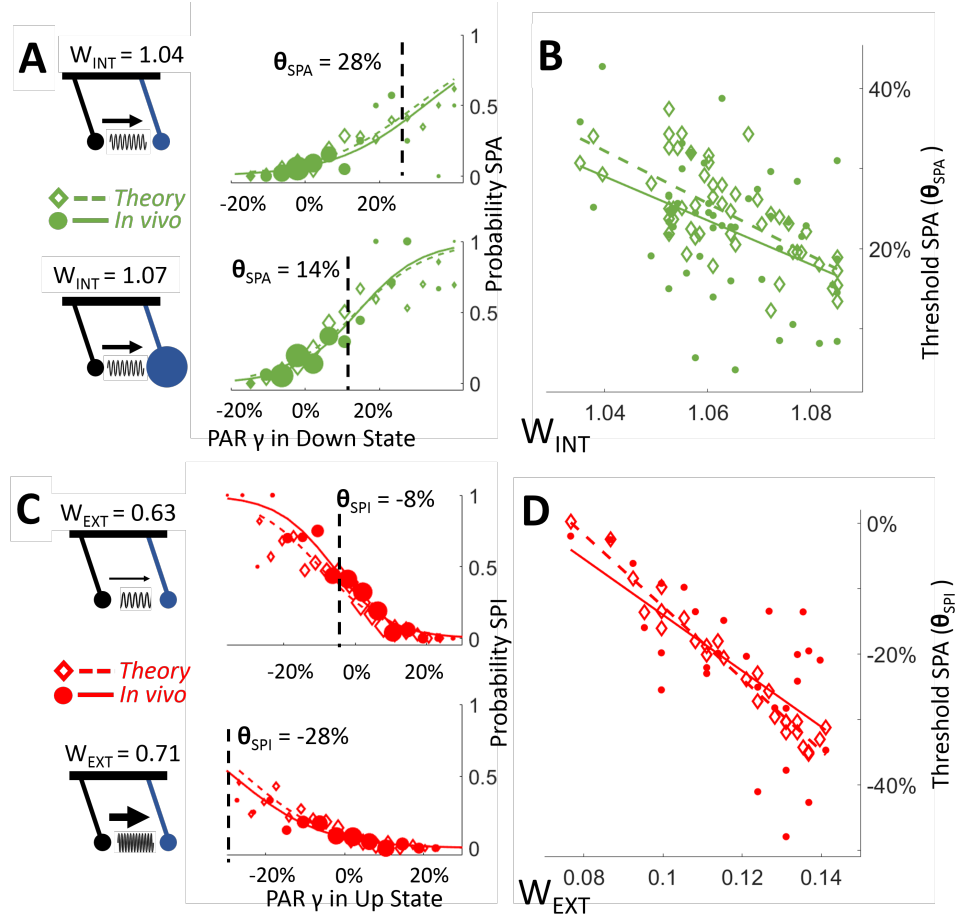 A
W_INT = 1.04
θ_SPA = 28%
Theory
In vivo
-20% 0% 20%
0
0.5
1
W_INT = 1.07
θ_SPA = 14%
-20% 0% 20%
0
0.5
1
PAR γ in Down State
Probability SPA
B
40%
20%
Threshold SPA (θ_SPA)
1.04 1.06 1.08
W_INT
C
W_EXT = 0.63
θ_SPI = -8%
1
0.5
0
-20% 0% 20%
Theory
In vivo
W_EXT = 0.71
θ_SPI = -28%
1
0.5
0
-20% 0% 20%
PAR γ in Up State
Probability SPI
D
0%
-20%
-40%
Threshold SPA (θ_SPI)
0.08 0.1 0.12 0.14
W_EXT